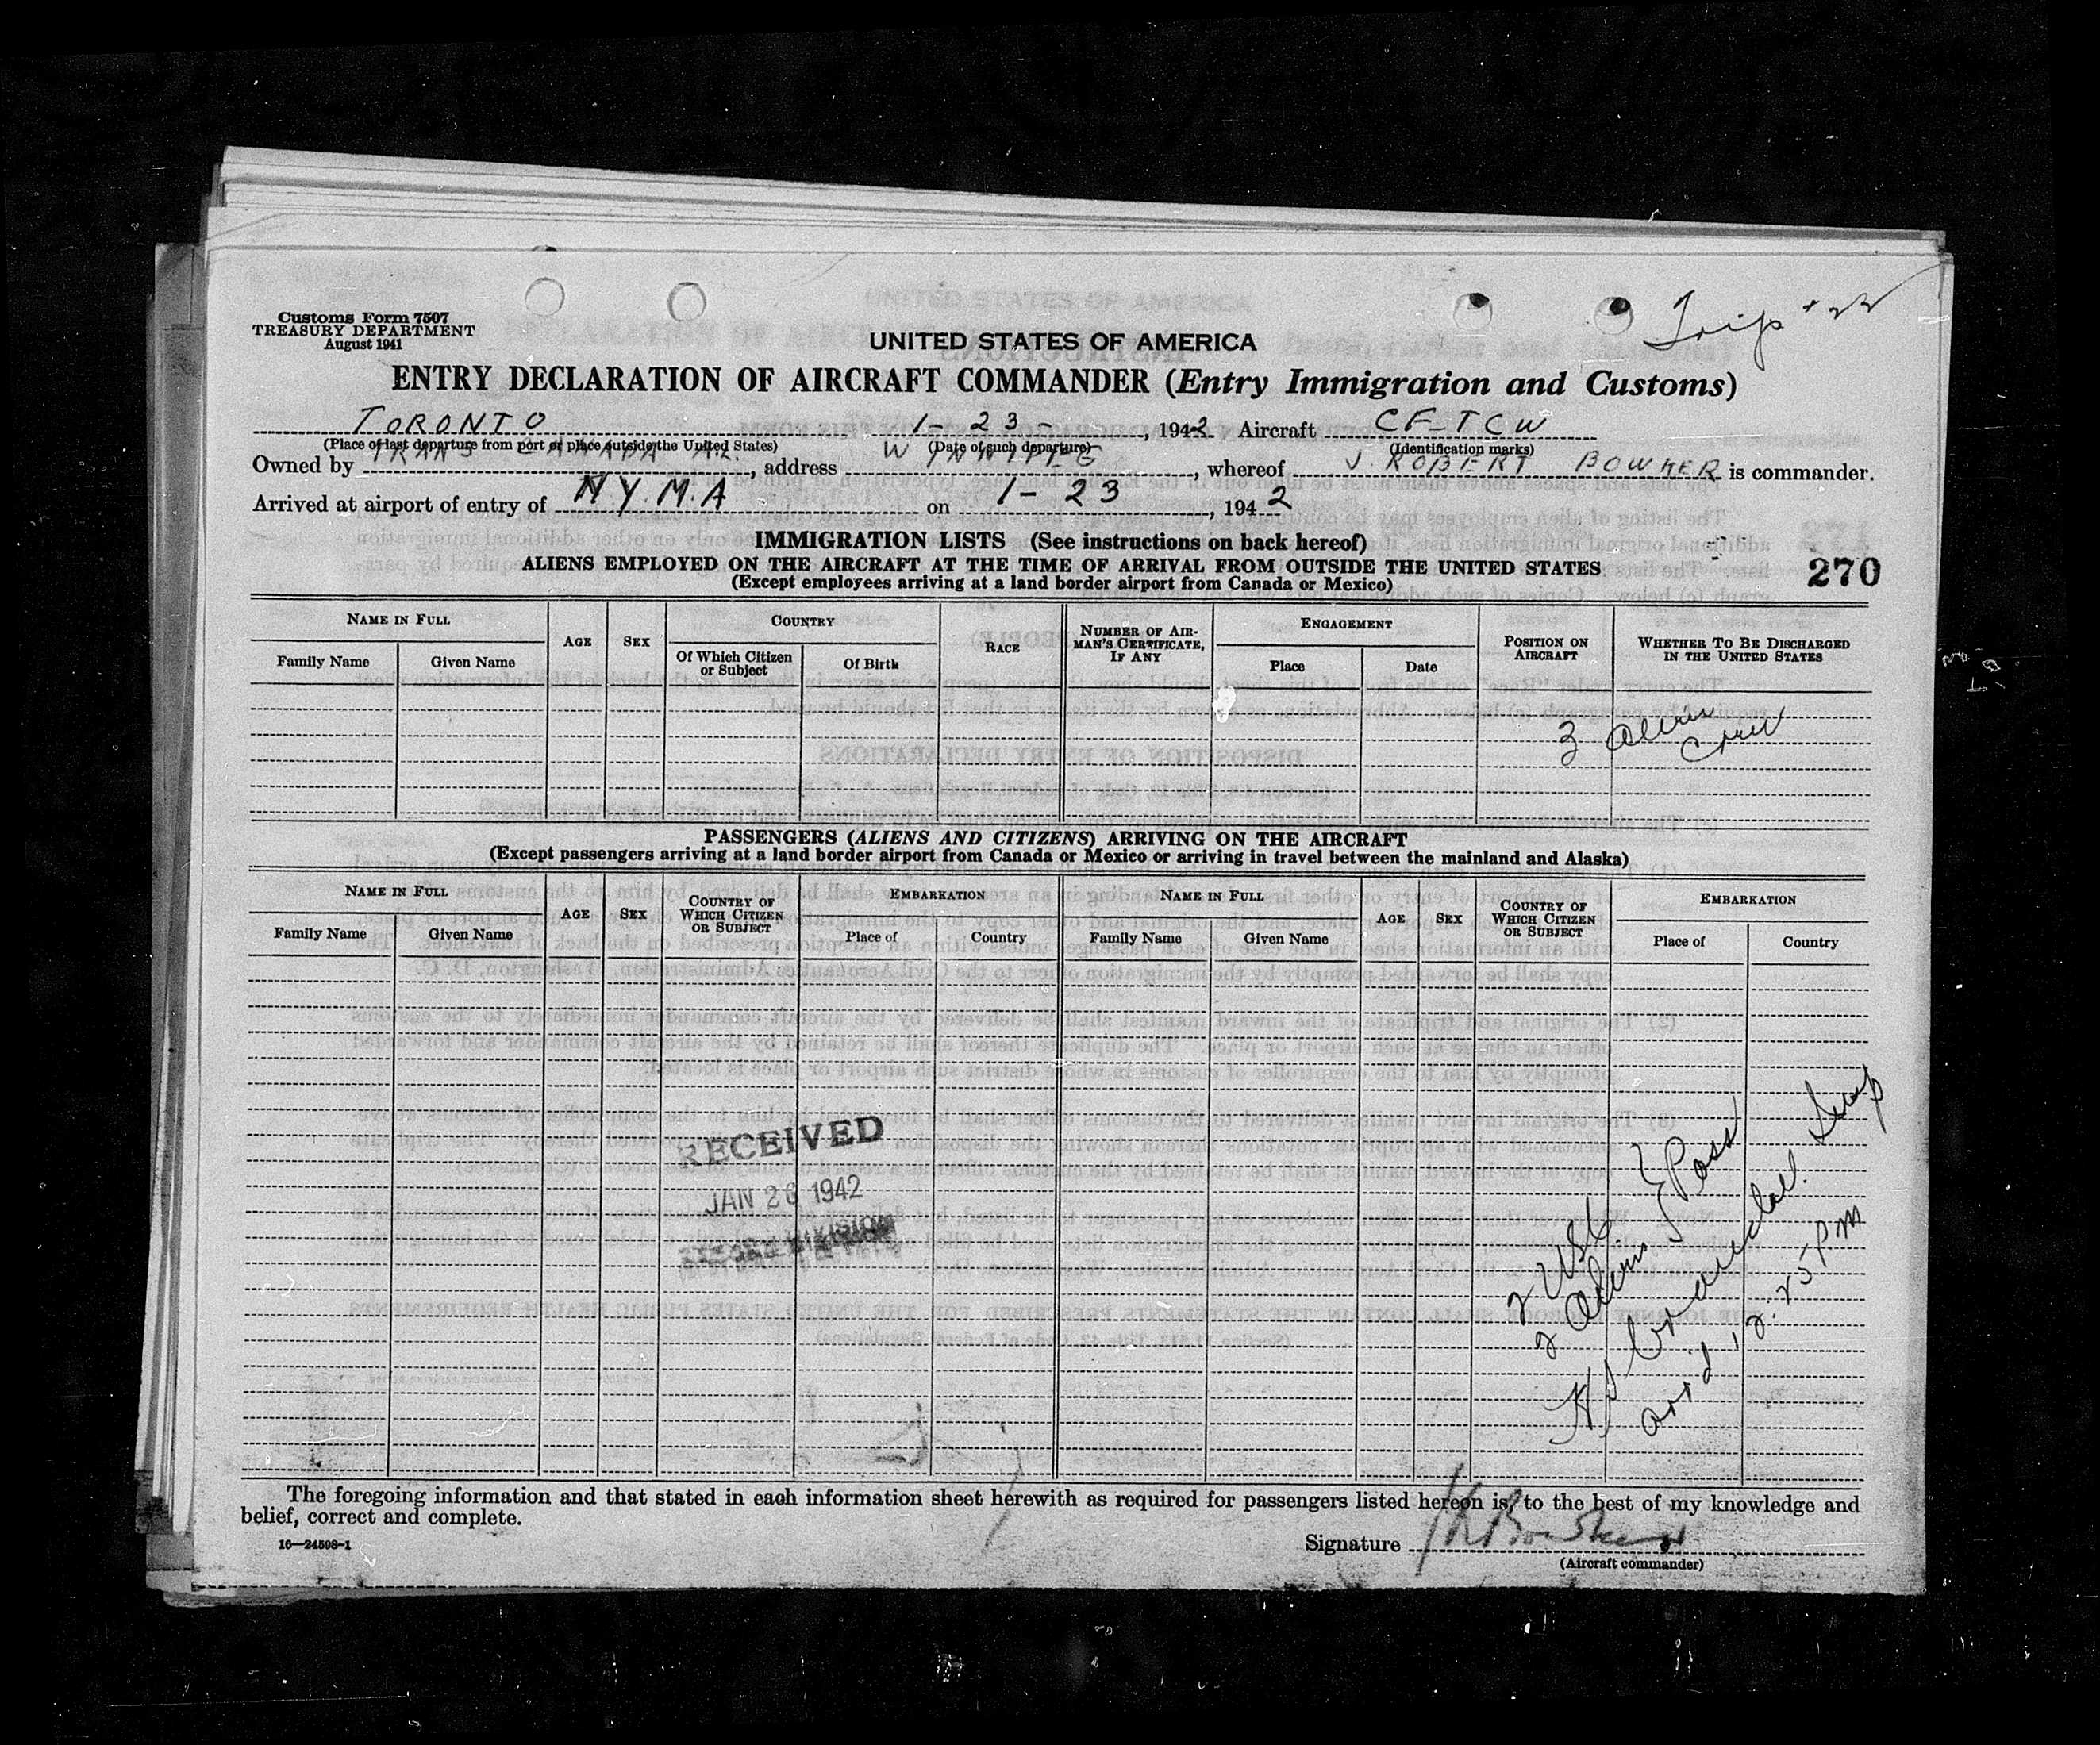 Trip #22
Customs Form 7507
TREASURY DEPARTMENT
August 1941
UNITED STATES OF AMERICA
ENTRY DECLARATION OF AIRCRAFT COMMANDER (Entry Immigration and Customs)
TORONTO 1-23-, 1942 Aircraft CF-TCW
(Place of last departure from port or place outside the United States) (Date of such departure) (Identification marks)
Owned by TRANS CANADA AL., address WINNIPEG, whereof J. ROBERT BOWKER is commander.
Arrived at airport of entry of N.Y.M.A on 1-23, 1942
IMMIGRATION LISTS (See instructions on back hereof)
ALIENS EMPLOYED ON THE AIRCRAFT AT THE TIME OF ARRIVAL FROM OUTSIDE THE UNITED STATES
(Except employees arriving at a land border airport from Canada or Mexico)
270
NAME IN FULL AGE SEX COUNTRY RACE NUMBER OF AIRMAN'S CERTIFICATE, IF ANY ENGAGEMENT POSITION ON AIRCRAFT WHETHER TO BE DISCHARGED IN THE UNITED STATES
Family Name Given Name Of Which Citizen or Subject Of Birth Place Date
3 aliens
crew
PASSENGERS (ALIENS AND CITIZENS) ARRIVING ON THE AIRCRAFT
(Except passengers arriving at a land border airport from Canada or Mexico or arriving in travel between the mainland and Alaska)
NAME IN FULL AGE SEX COUNTRY OF WHICH CITIZEN OR SUBJECT EMBARKATION NAME IN FULL AGE SEX COUNTRY OF WHICH CITIZEN OR SUBJECT EMBARKATION
Family Name Given Name Place of Country Family Name Given Name Place of Country
RECEIVED
JAN 26 1942
DIVISION
2 USC
2 aliens } Pass
Insp
arr'd 12.25 PM
The foregoing information and that stated in each information sheet herewith as required for passengers listed hereon is, to the best of my knowledge and
belief, correct and complete.
16—24598-1
Signature
(Aircraft commander)